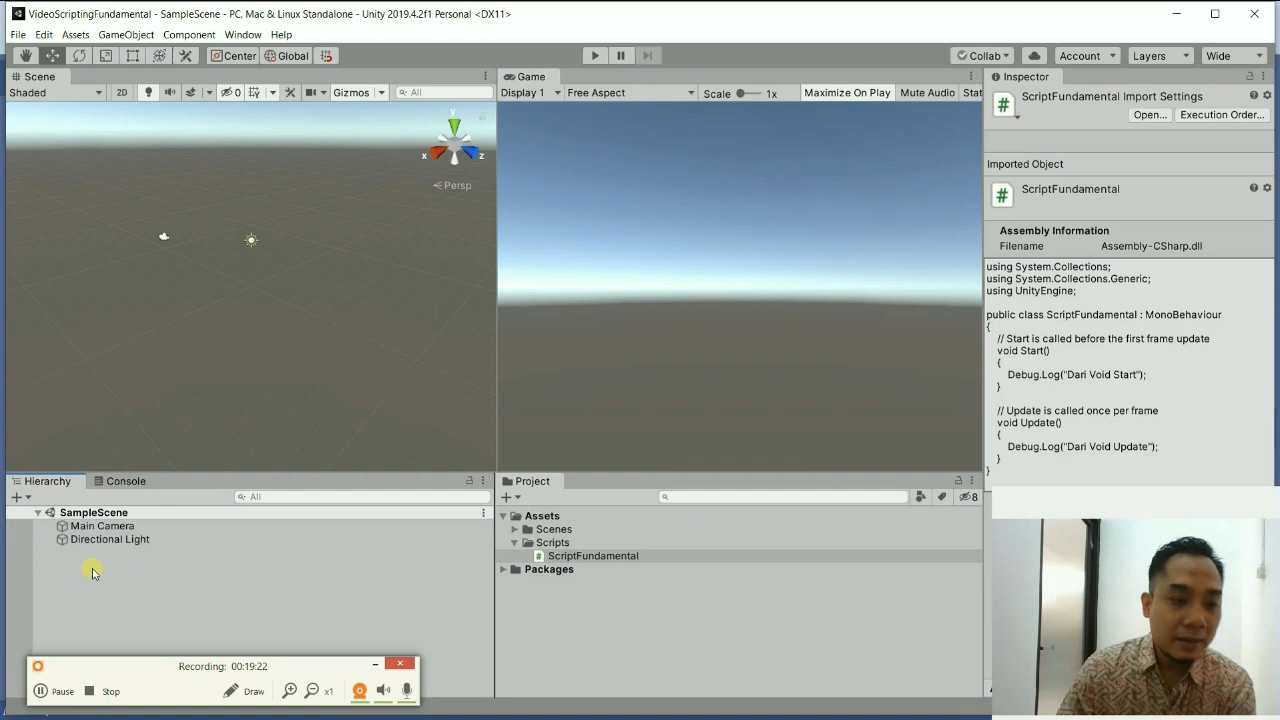 VideoScriptingFundamental - SampleScene - PC, Mac & Linux Standalone - Unity 2019.4.2f1 Personal <DX11>
File Edit Assets GameObject Component Window Help
Center Global Collab Account Layers Wide
Scene
Shaded 2D 0 Gizmos All
y
x z
Persp
Game
Display 1 Free Aspect Scale 1x Maximize On Play Mute Audio Stat
Inspector
ScriptFundamental Import Settings
Open... Execution Order...
Imported Object
ScriptFundamental
Assembly Information
Filename Assembly-CSharp.dll
using System.Collections;
using System.Collections.Generic;
using UnityEngine;
public class ScriptFundamental : MonoBehaviour
{
// Start is called before the first frame update
void Start()
{
Debug.Log("Dari Void Start");
}
// Update is called once per frame
void Update()
{
Debug.Log("Dari Void Update");
}
}
Hierarchy Console
All
SampleScene
Main Camera
Directional Light
Project
8
Assets
Scenes
Scripts
ScriptFundamental
Packages
Recording: 00:19:22
Pause Stop Draw x1